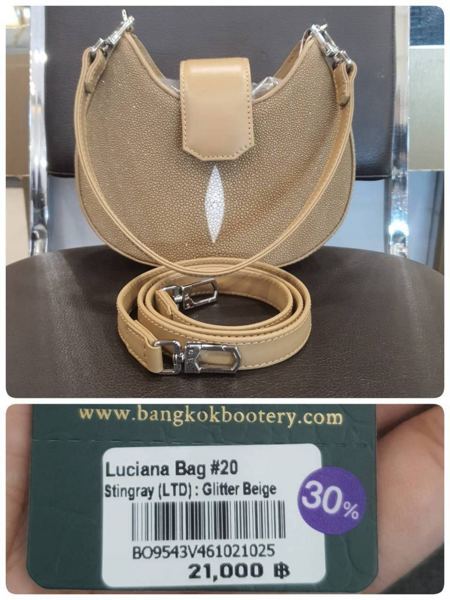 www.bangkokbootery.com
Luciana Bag #20
Stingray (LTD) : Glitter Beige
BO9543V461021025
21,000 ฿
30%